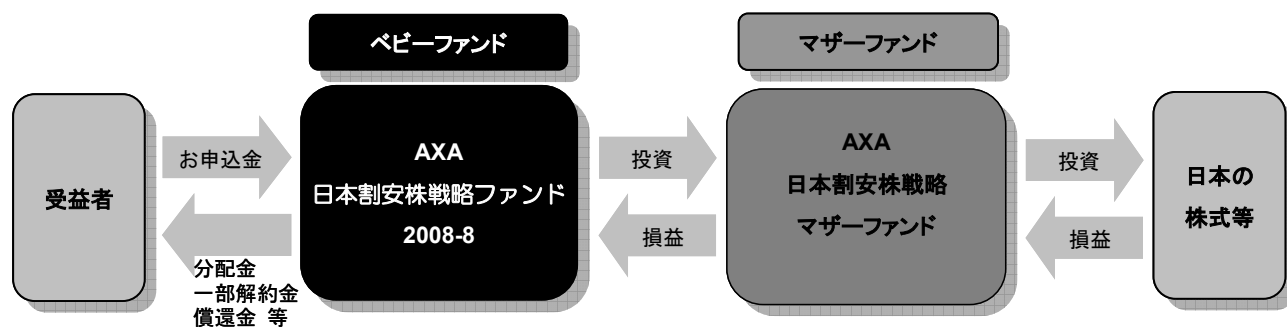 ベビーファンド
マザーファンド
受益者
お申込金
分配金
一部解約金
償還金 等
AXA
日本割安株戦略ファンド
2008-8
投資
損益
AXA
日本割安株戦略
マザーファンド
投資
損益
日本の
株式等